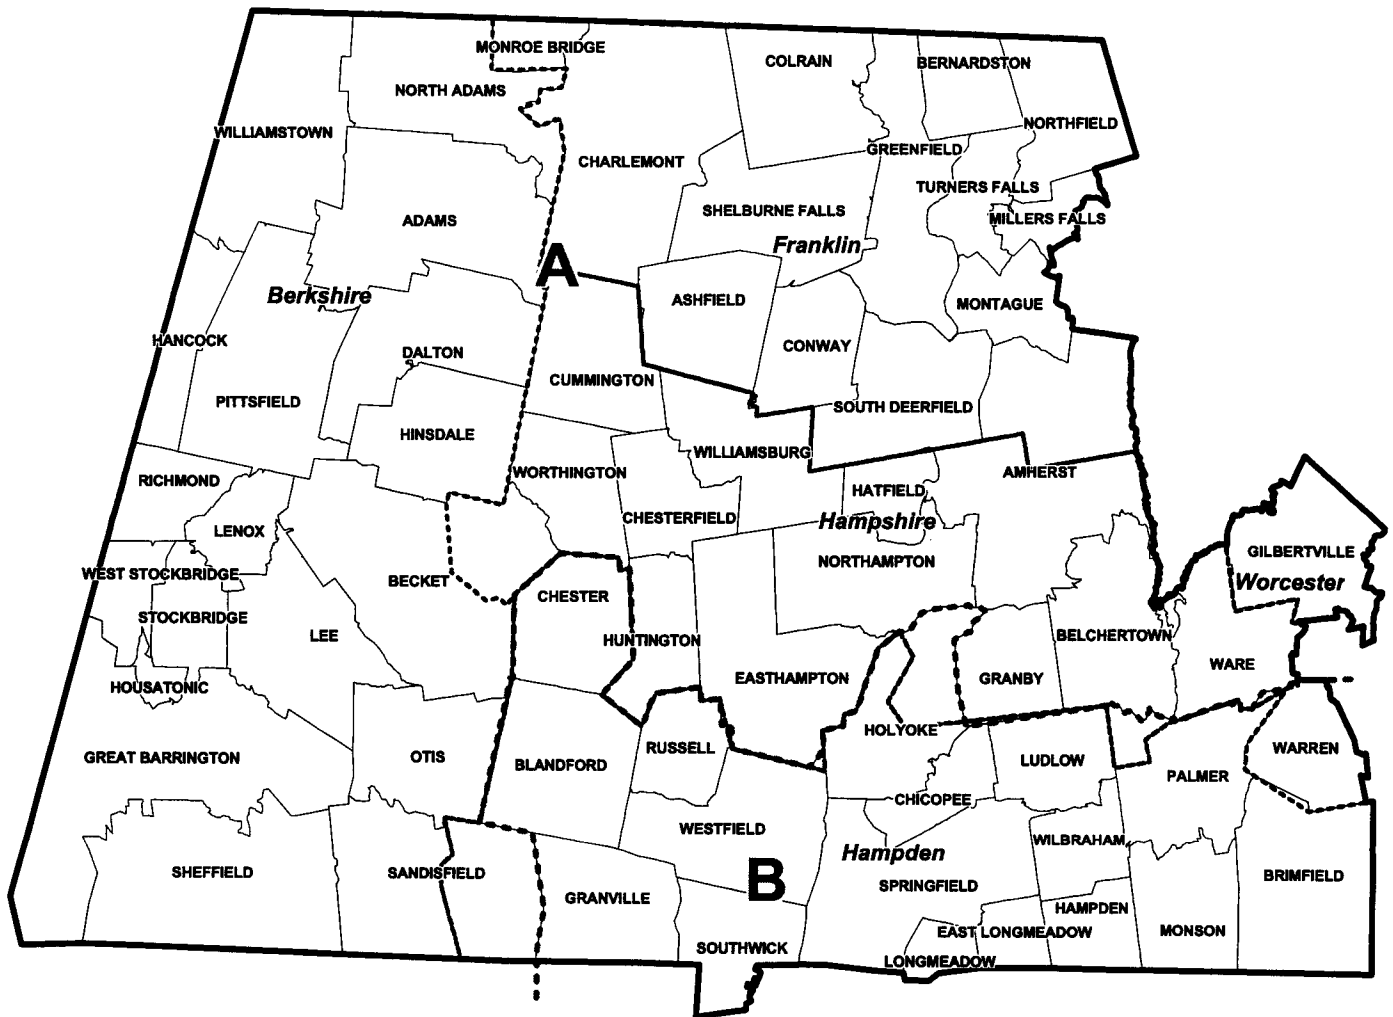 MONROE BRIDGE
COLRAIN
BERNARDSTON
NORTH ADAMS
WILLIAMSTOWN
NORTHFIELD
CHARLEMONT
GREENFIELD
TURNERS FALLS
SHELBURNE FALLS
MILLERS FALLS
ADAMS
Franklin
A
Berkshire
ASHFIELD
MONTAGUE
HANCOCK
CONWAY
DALTON
CUMMINGTON
PITTSFIELD
SOUTH DEERFIELD
HINSDALE
WILLIAMSBURG
WORTHINGTON
AMHERST
RICHMOND
HATFIELD
CHESTERFIELD
Hampshire
LENOX
GILBERTVILLE
NORTHAMPTON
WEST STOCKBRIDGE
BECKET
Worcester
CHESTER
STOCKBRIDGE
LEE
HUNTINGTON
BELCHERTOWN
WARE
HOUSATONIC
EASTHAMPTON
GRANBY
HOLYOKE
RUSSELL
WARREN
GREAT BARRINGTON
OTIS
BLANDFORD
LUDLOW
PALMER
CHICOPEE
WESTFIELD
WILBRAHAM
Hampden
SHEFFIELD
SANDISFIELD
B
SPRINGFIELD
BRIMFIELD
GRANVILLE
HAMPDEN
EAST LONGMEADOW
MONSON
SOUTHWICK
LONGMEADOW